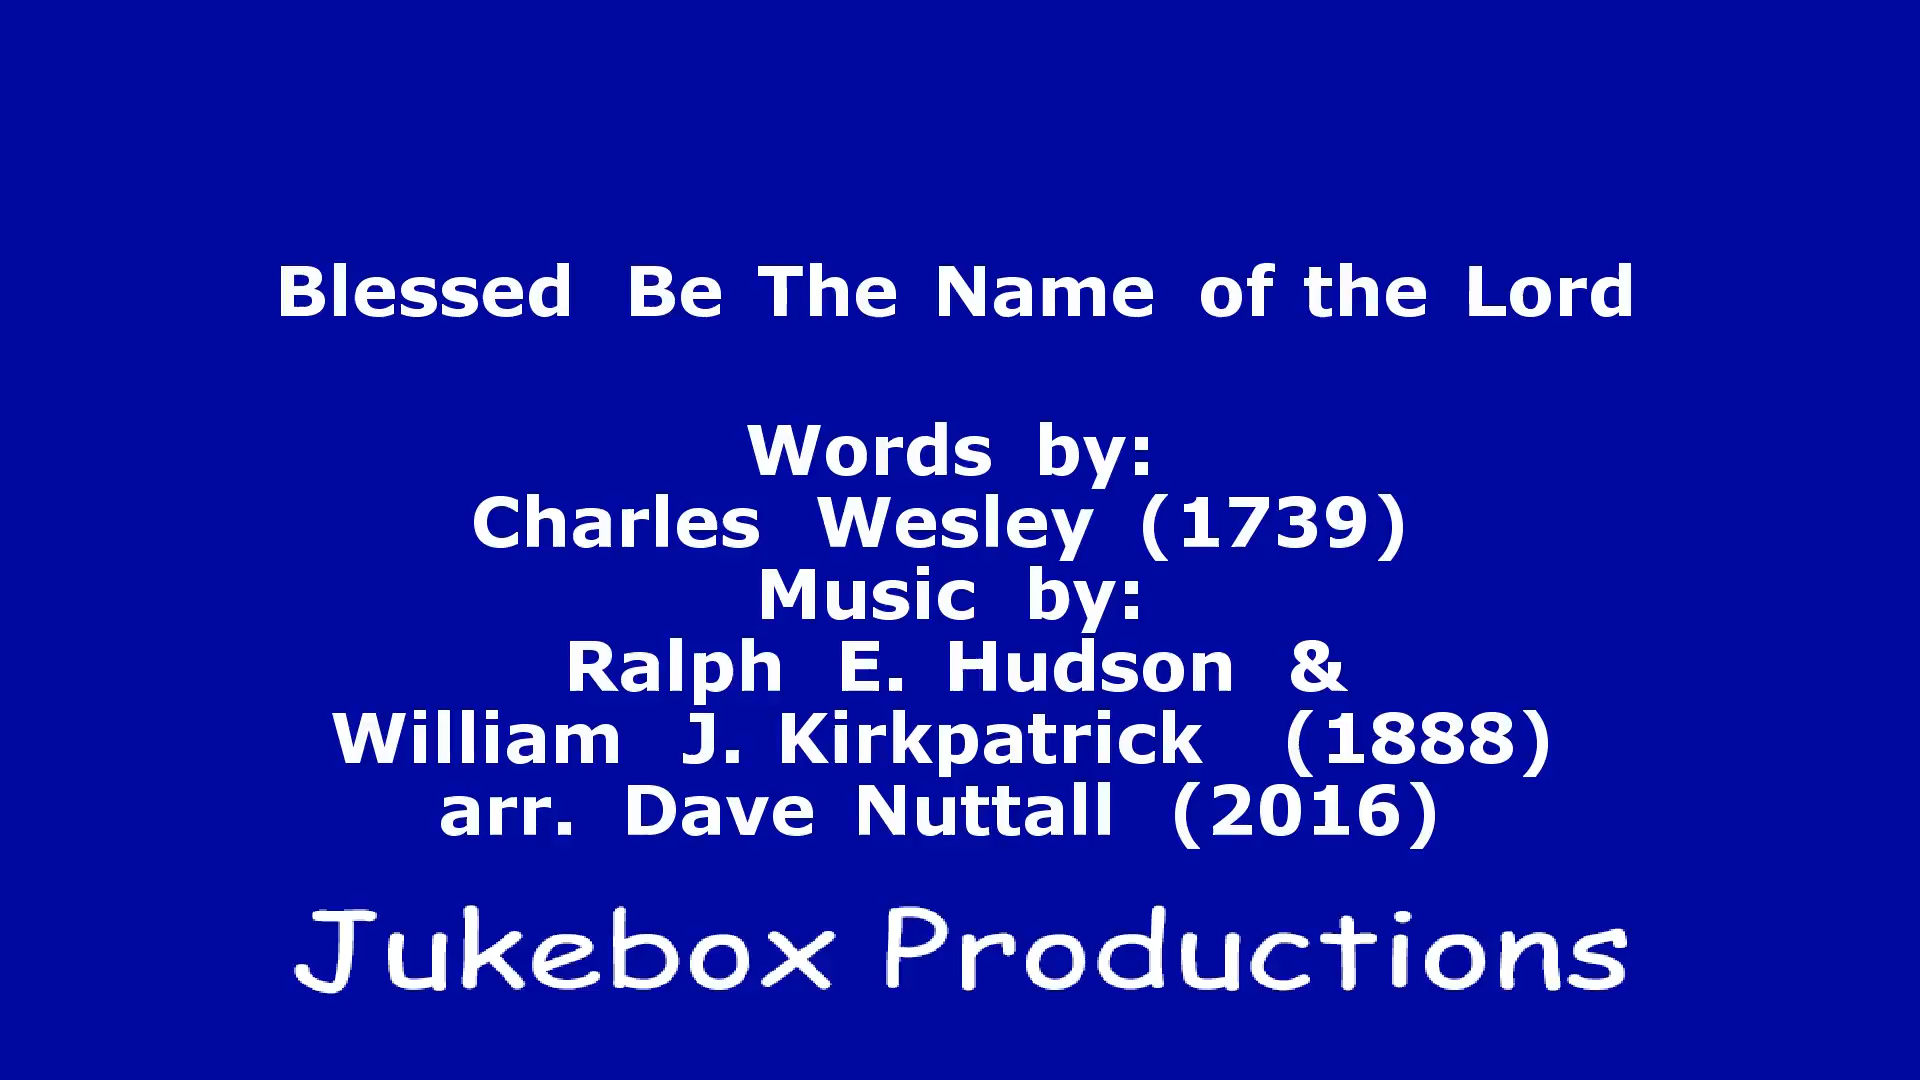 Blessed Be The Name of the Lord
Words by:
Charles Wesley (1739)
Music by:
Ralph E. Hudson &
William J. Kirkpatrick (1888)
arr. Dave Nuttall (2016)
Jukebox Productions